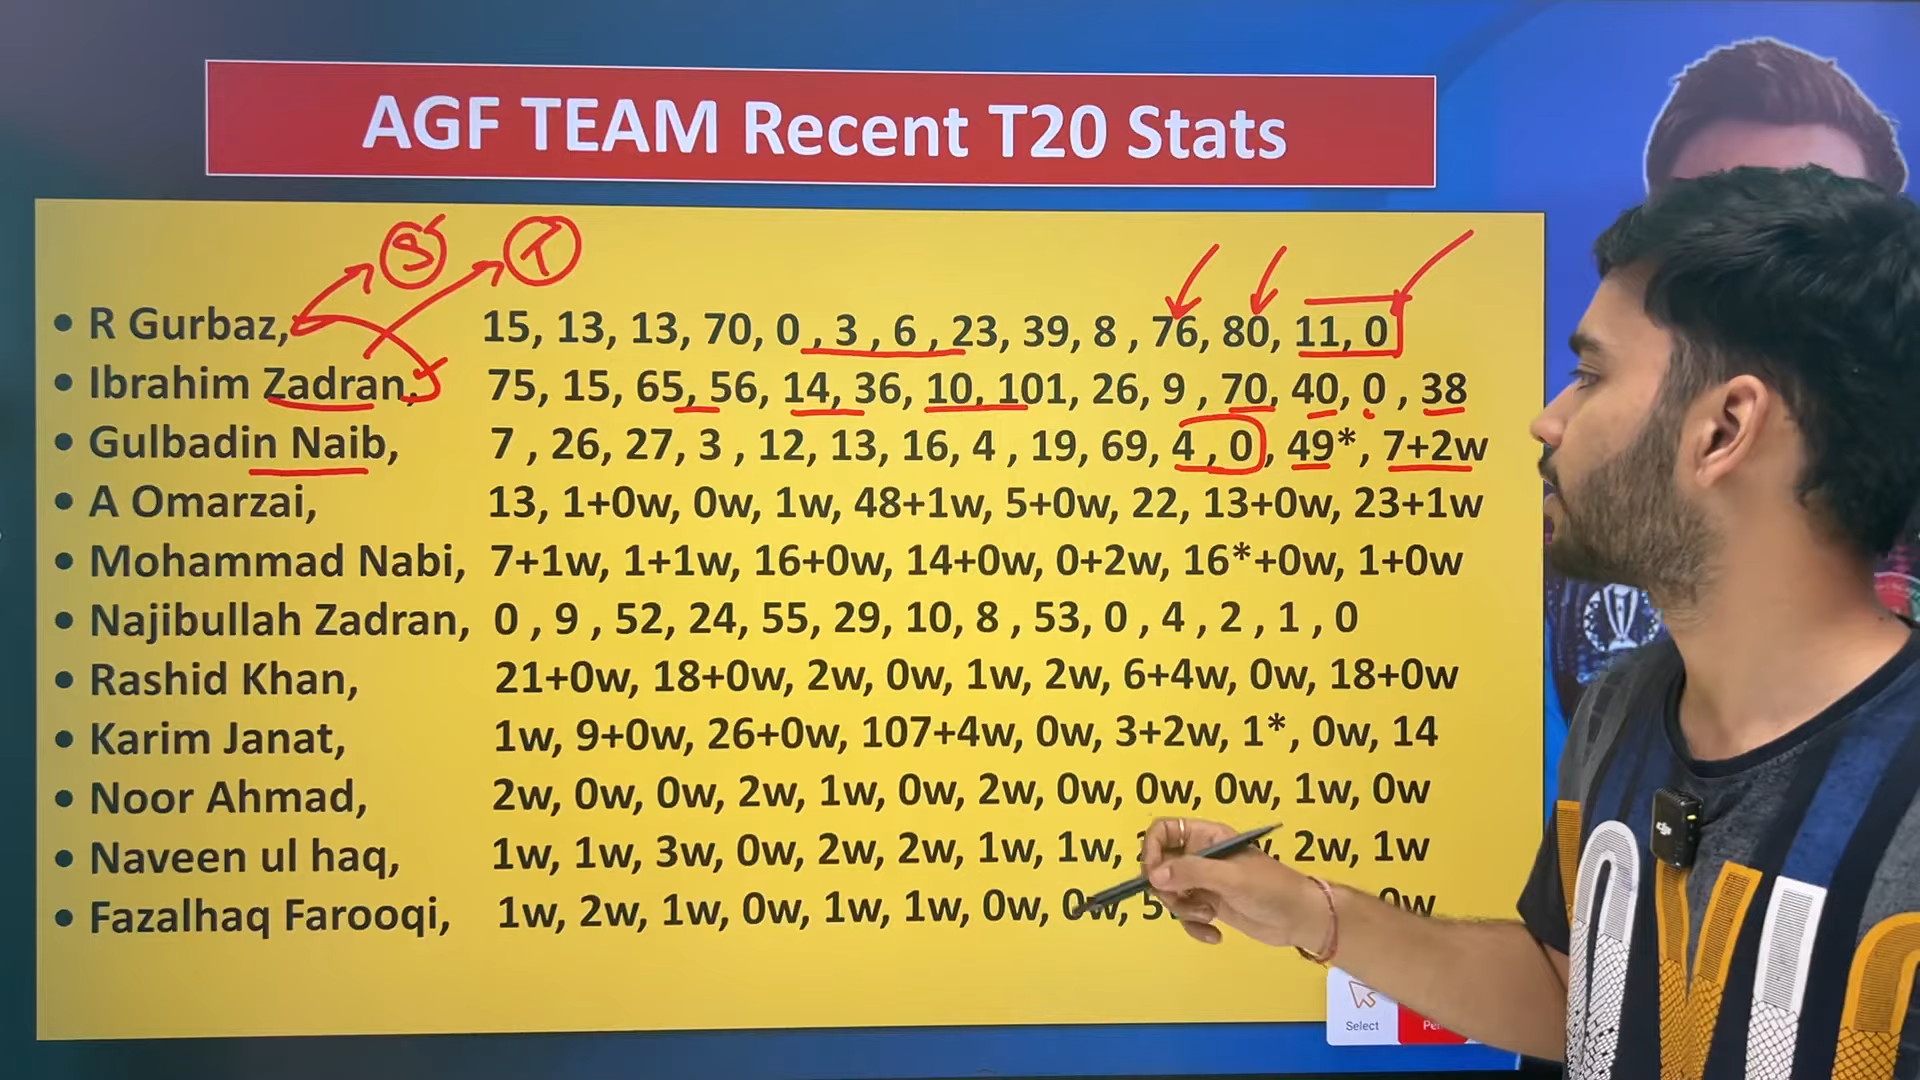 AGF TEAM Recent T20 Stats
S
T
• R Gurbaz, 15, 13, 13, 70, 0 , 3 , 6 , 23, 39, 8 , 76, 80, 11, 0
• Ibrahim Zadran, 75, 15, 65, 56, 14, 36, 10, 101, 26, 9 , 70, 40, 0 , 38
• Gulbadin Naib, 7 , 26, 27, 3 , 12, 13, 16, 4 , 19, 69, 4 , 0 , 49*, 7+2w
• A Omarzai, 13, 1+0w, 0w, 1w, 48+1w, 5+0w, 22, 13+0w, 23+1w
• Mohammad Nabi, 7+1w, 1+1w, 16+0w, 14+0w, 0+2w, 16*+0w, 1+0w
• Najibullah Zadran, 0 , 9 , 52, 24, 55, 29, 10, 8 , 53, 0 , 4 , 2 , 1 , 0
• Rashid Khan, 21+0w, 18+0w, 2w, 0w, 1w, 2w, 6+4w, 0w, 18+0w
• Karim Janat, 1w, 9+0w, 26+0w, 107+4w, 0w, 3+2w, 1*, 0w, 14
• Noor Ahmad, 2w, 0w, 0w, 2w, 1w, 0w, 2w, 0w, 0w, 0w, 1w, 0w
• Naveen ul haq, 1w, 1w, 3w, 0w, 2w, 2w, 1w, 1w, 2w, 1w
• Fazalhaq Farooqi, 1w, 2w, 1w, 0w, 1w, 1w, 0w, 0w, 0w
Select